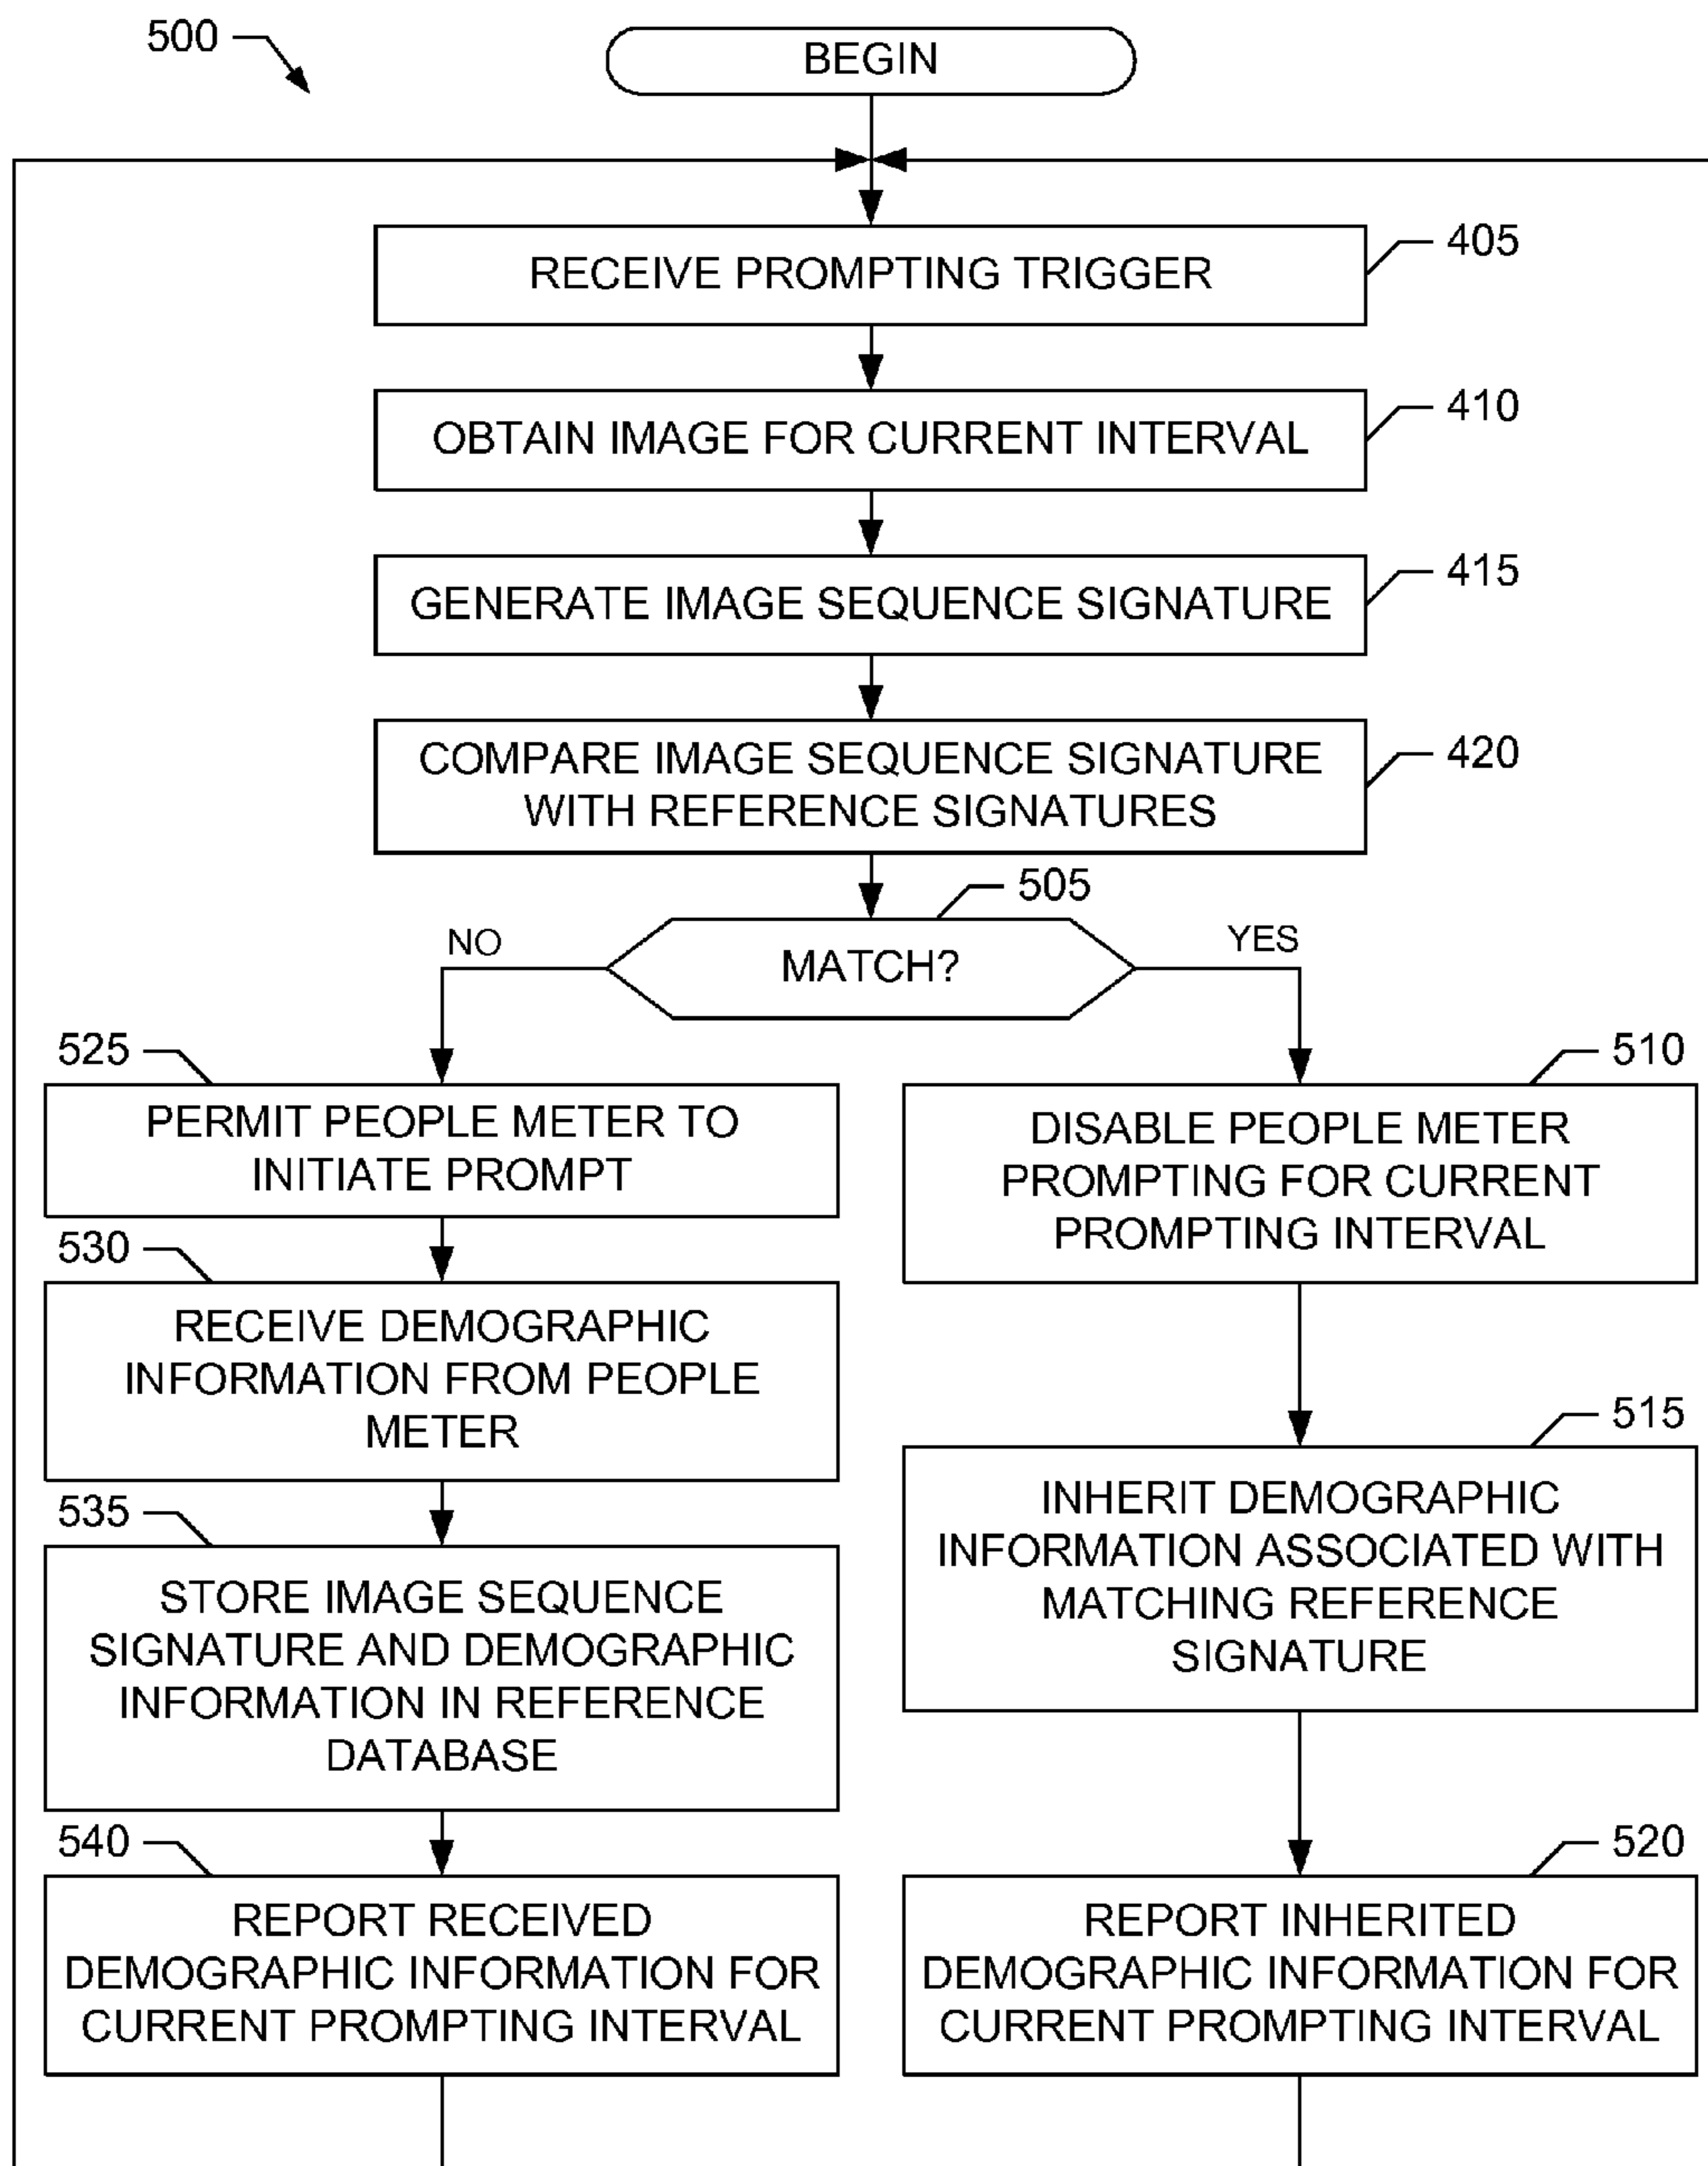 500
BEGIN
RECEIVE PROMPTING TRIGGER
405
OBTAIN IMAGE FOR CURRENT INTERVAL
410
GENERATE IMAGE SEQUENCE SIGNATURE
415
COMPARE IMAGE SEQUENCE SIGNATURE
WITH REFERENCE SIGNATURES
420
505
MATCH?
NO
YES
525
PERMIT PEOPLE METER TO
INITIATE PROMPT
530
RECEIVE DEMOGRAPHIC
INFORMATION FROM PEOPLE
METER
535
STORE IMAGE SEQUENCE
SIGNATURE AND DEMOGRAPHIC
INFORMATION IN REFERENCE
DATABASE
540
REPORT RECEIVED
DEMOGRAPHIC INFORMATION FOR
CURRENT PROMPTING INTERVAL
510
DISABLE PEOPLE METER
PROMPTING FOR CURRENT
PROMPTING INTERVAL
515
INHERIT DEMOGRAPHIC
INFORMATION ASSOCIATED WITH
MATCHING REFERENCE
SIGNATURE
520
REPORT INHERITED
DEMOGRAPHIC INFORMATION FOR
CURRENT PROMPTING INTERVAL